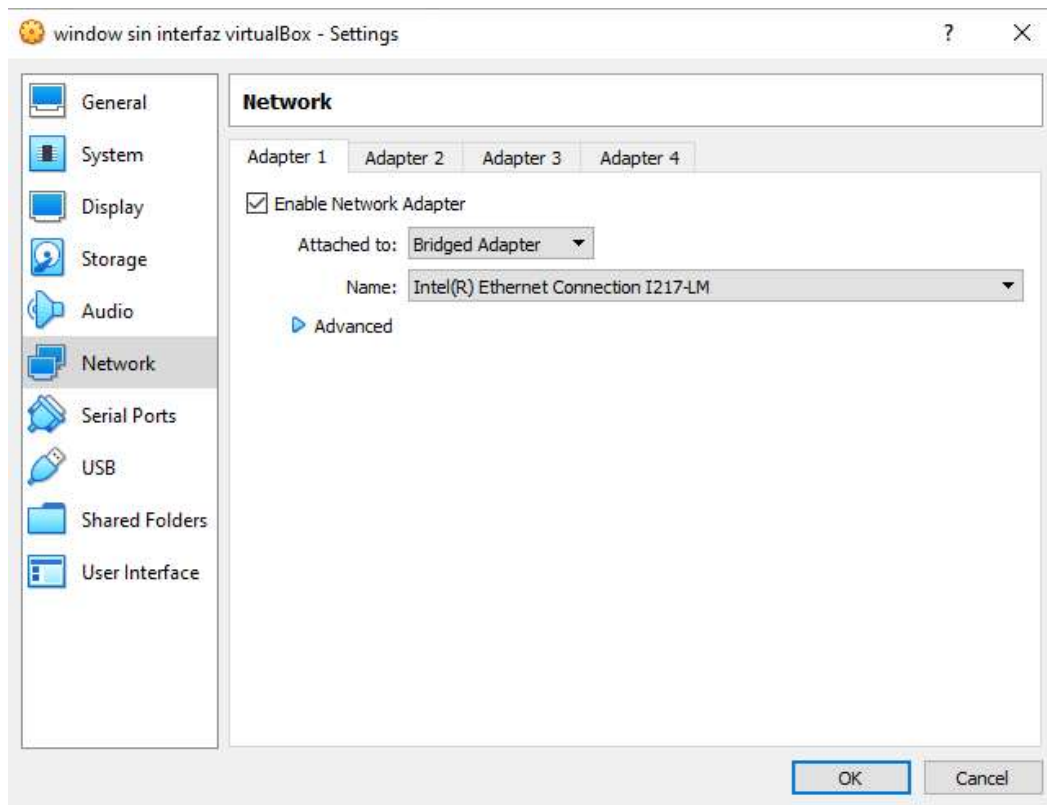 window sin interfaz virtualBox - Settings
?
General
System
Display
Storage
Audio
Network
Serial Ports
USB
Shared Folders
User Interface
Network
Adapter 1
Adapter 2
Adapter 3
Adapter 4
Enable Network Adapter
Attached to: Bridged Adapter
Name: Intel(R) Ethernet Connection I217-LM
Advanced
OK
Cancel